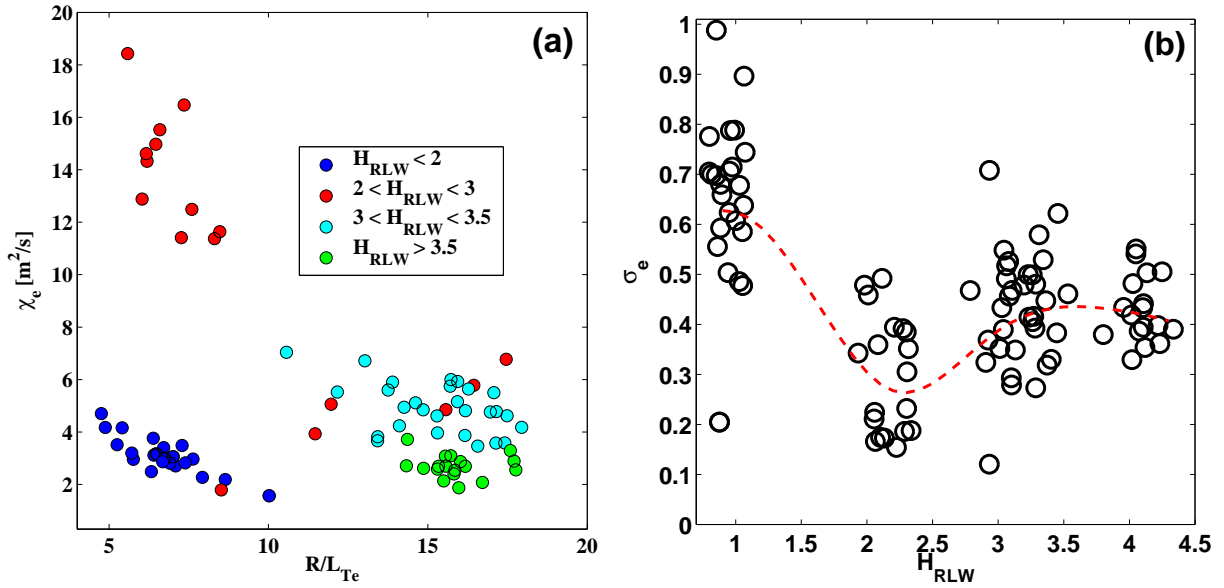 (a)
20
18
16
14
12
10
8
6
4
2
χe [m²/s]
H_RLW < 2
2 < H_RLW < 3
3 < H_RLW < 3.5
H_RLW > 3.5
5 10 15 20
R/L_Te
(b)
1
0.9
0.8
0.7
0.6
0.5
0.4
0.3
0.2
0.1
0
σe
1 1.5 2 2.5 3 3.5 4 4.5
H_RLW